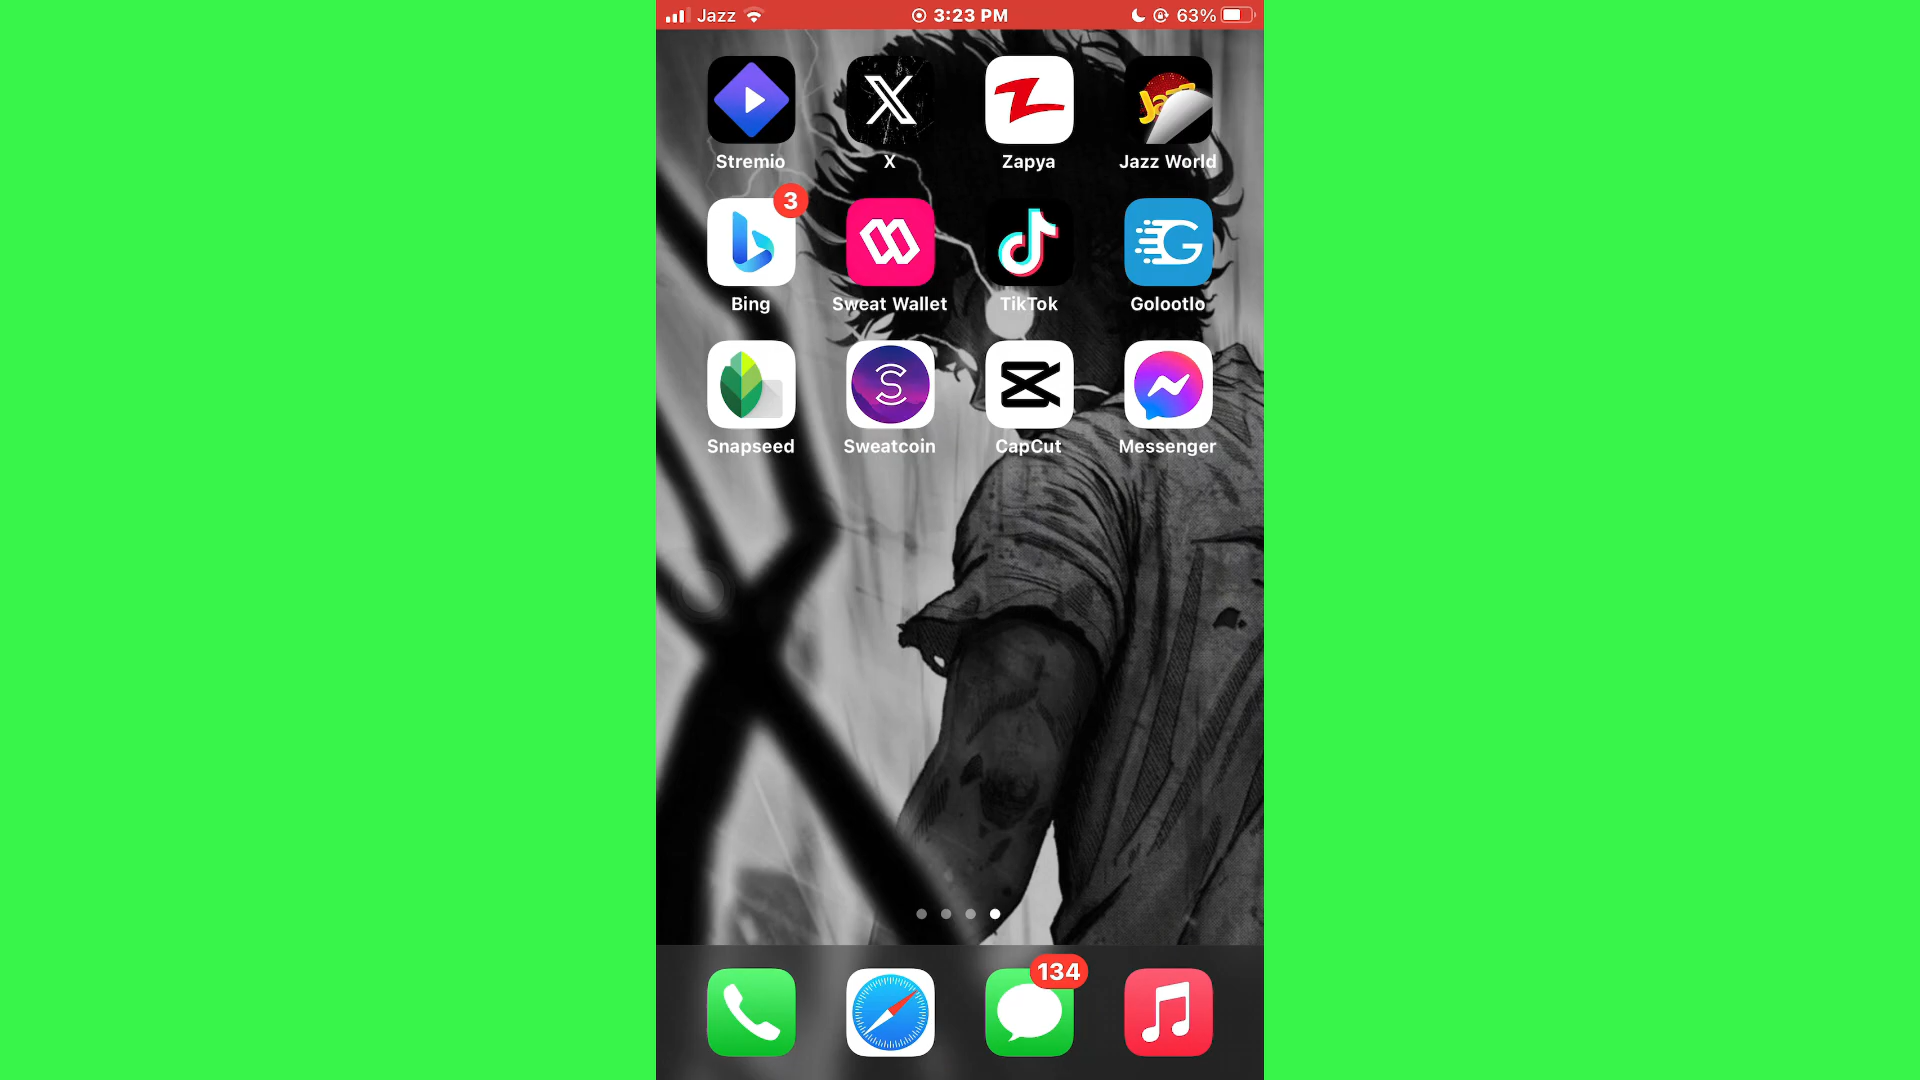 Jazz 3:23 PM 63%
Stremio X Zapya Jazz World
3
Bing Sweat Wallet TikTok Golootlo
Snapseed Sweatcoin CapCut Messenger
134